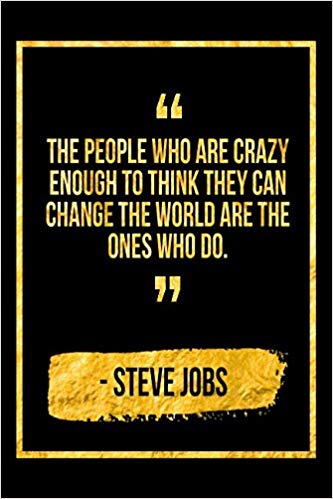 “
THE PEOPLE WHO ARE CRAZY
ENOUGH TO THINK THEY CAN
CHANGE THE WORLD ARE THE
ONES WHO DO.
”
- STEVE JOBS